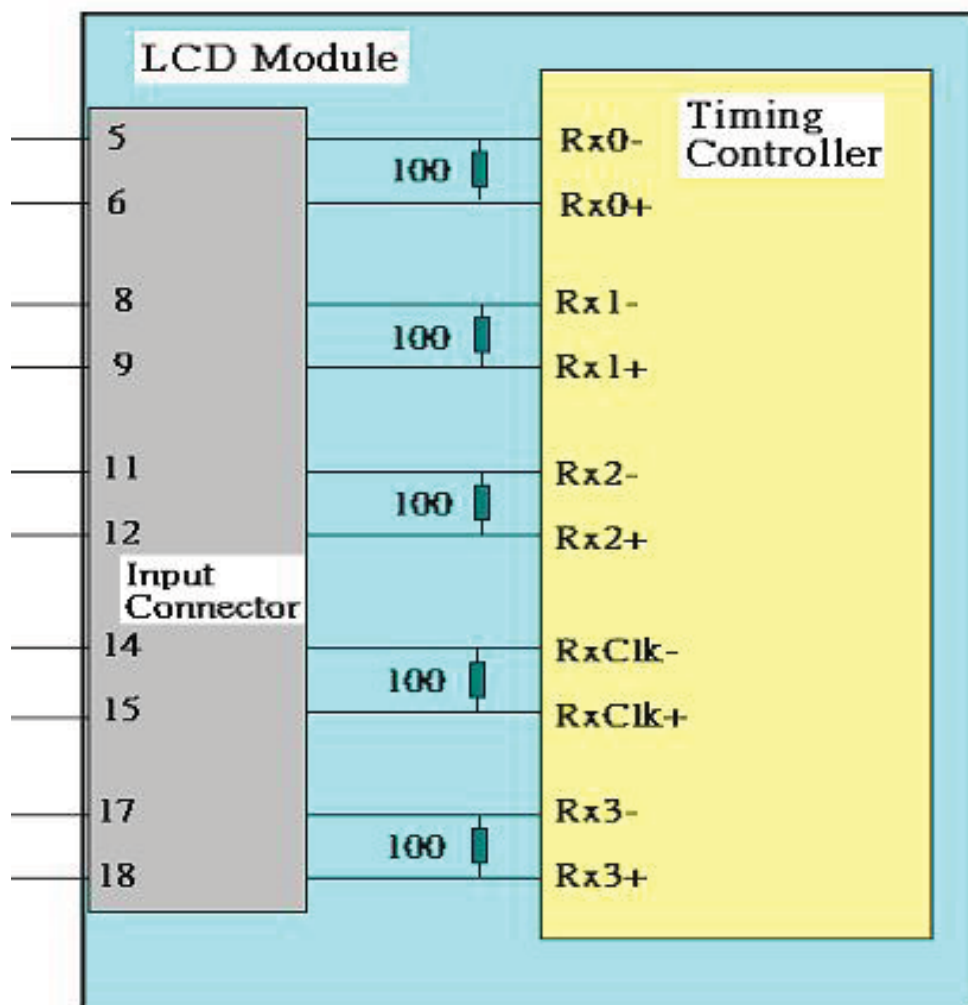 LCD Module
Timing
Controller
5
100
Rx0-
6
Rx0+
8
100
Rx1-
9
Rx1+
11
100
Rx2-
12
Rx2+
Input
Connector
14
100
RxClk-
15
RxClk+
17
100
Rx3-
18
Rx3+